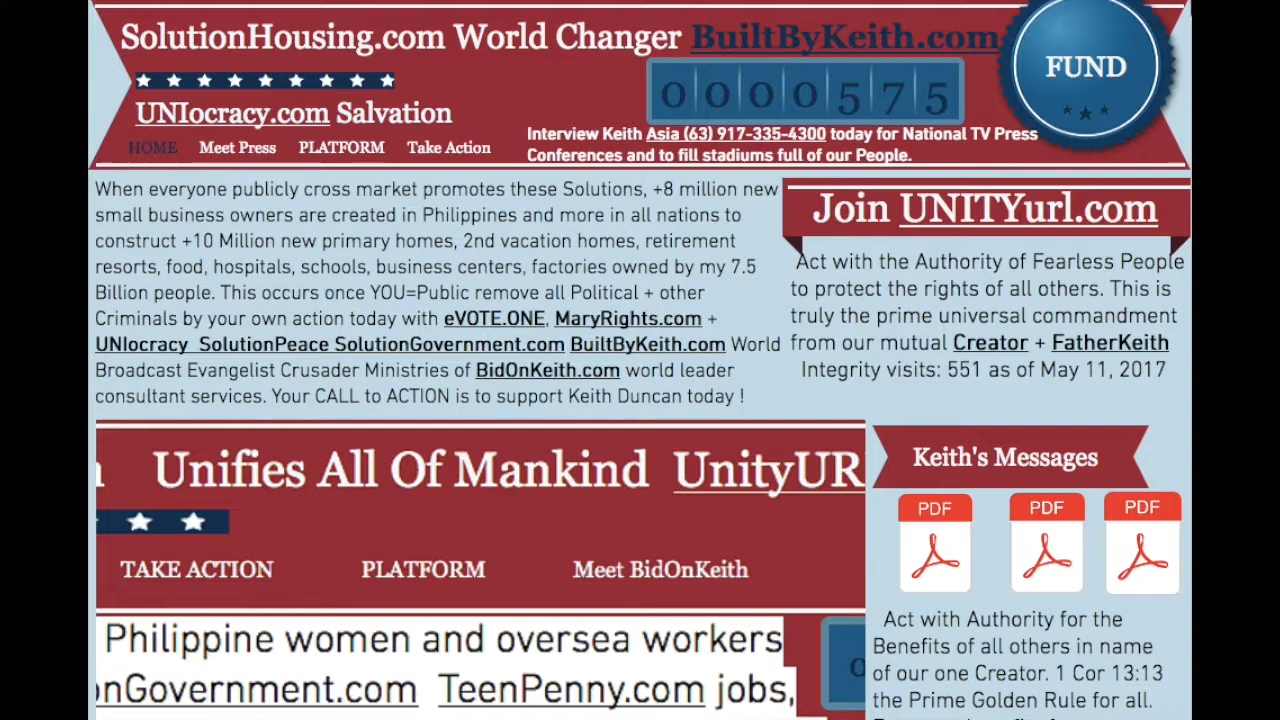 SolutionHousing.com World Changer BuiltByKeith.com
FUND
0000575
UNIocracy.com Salvation
HOME Meet Press PLATFORM Take Action
Interview Keith Asia (63) 917-335-4300 today for National TV Press
Conferences and to fill stadiums full of our People.
When everyone publicly cross market promotes these Solutions, +8 million new
small business owners are created in Philippines and more in all nations to
construct +10 Million new primary homes, 2nd vacation homes, retirement
resorts, food, hospitals, schools, business centers, factories owned by my 7.5
Billion people. This occurs once YOU=Public remove all Political + other
Criminals by your own action today with eVOTE.ONE, MaryRights.com +
UNIocracy SolutionPeace SolutionGovernment.com BuiltByKeith.com World
Broadcast Evangelist Crusader Ministries of BidOnKeith.com world leader
consultant services. Your CALL to ACTION is to support Keith Duncan today !
Join UNITYurl.com
Act with the Authority of Fearless People
to protect the rights of all others. This is
truly the prime universal commandment
from our mutual Creator + FatherKeith
Integrity visits: 551 as of May 11, 2017
Unifies All Of Mankind UnityUR
TAKE ACTION PLATFORM Meet BidOnKeith
Philippine women and oversea workers
onGovernment.com TeenPenny.com jobs,
Keith's Messages
PDF PDF PDF
Act with Authority for the
Benefits of all others in name
of our one Creator. 1 Cor 13:13
the Prime Golden Rule for all.